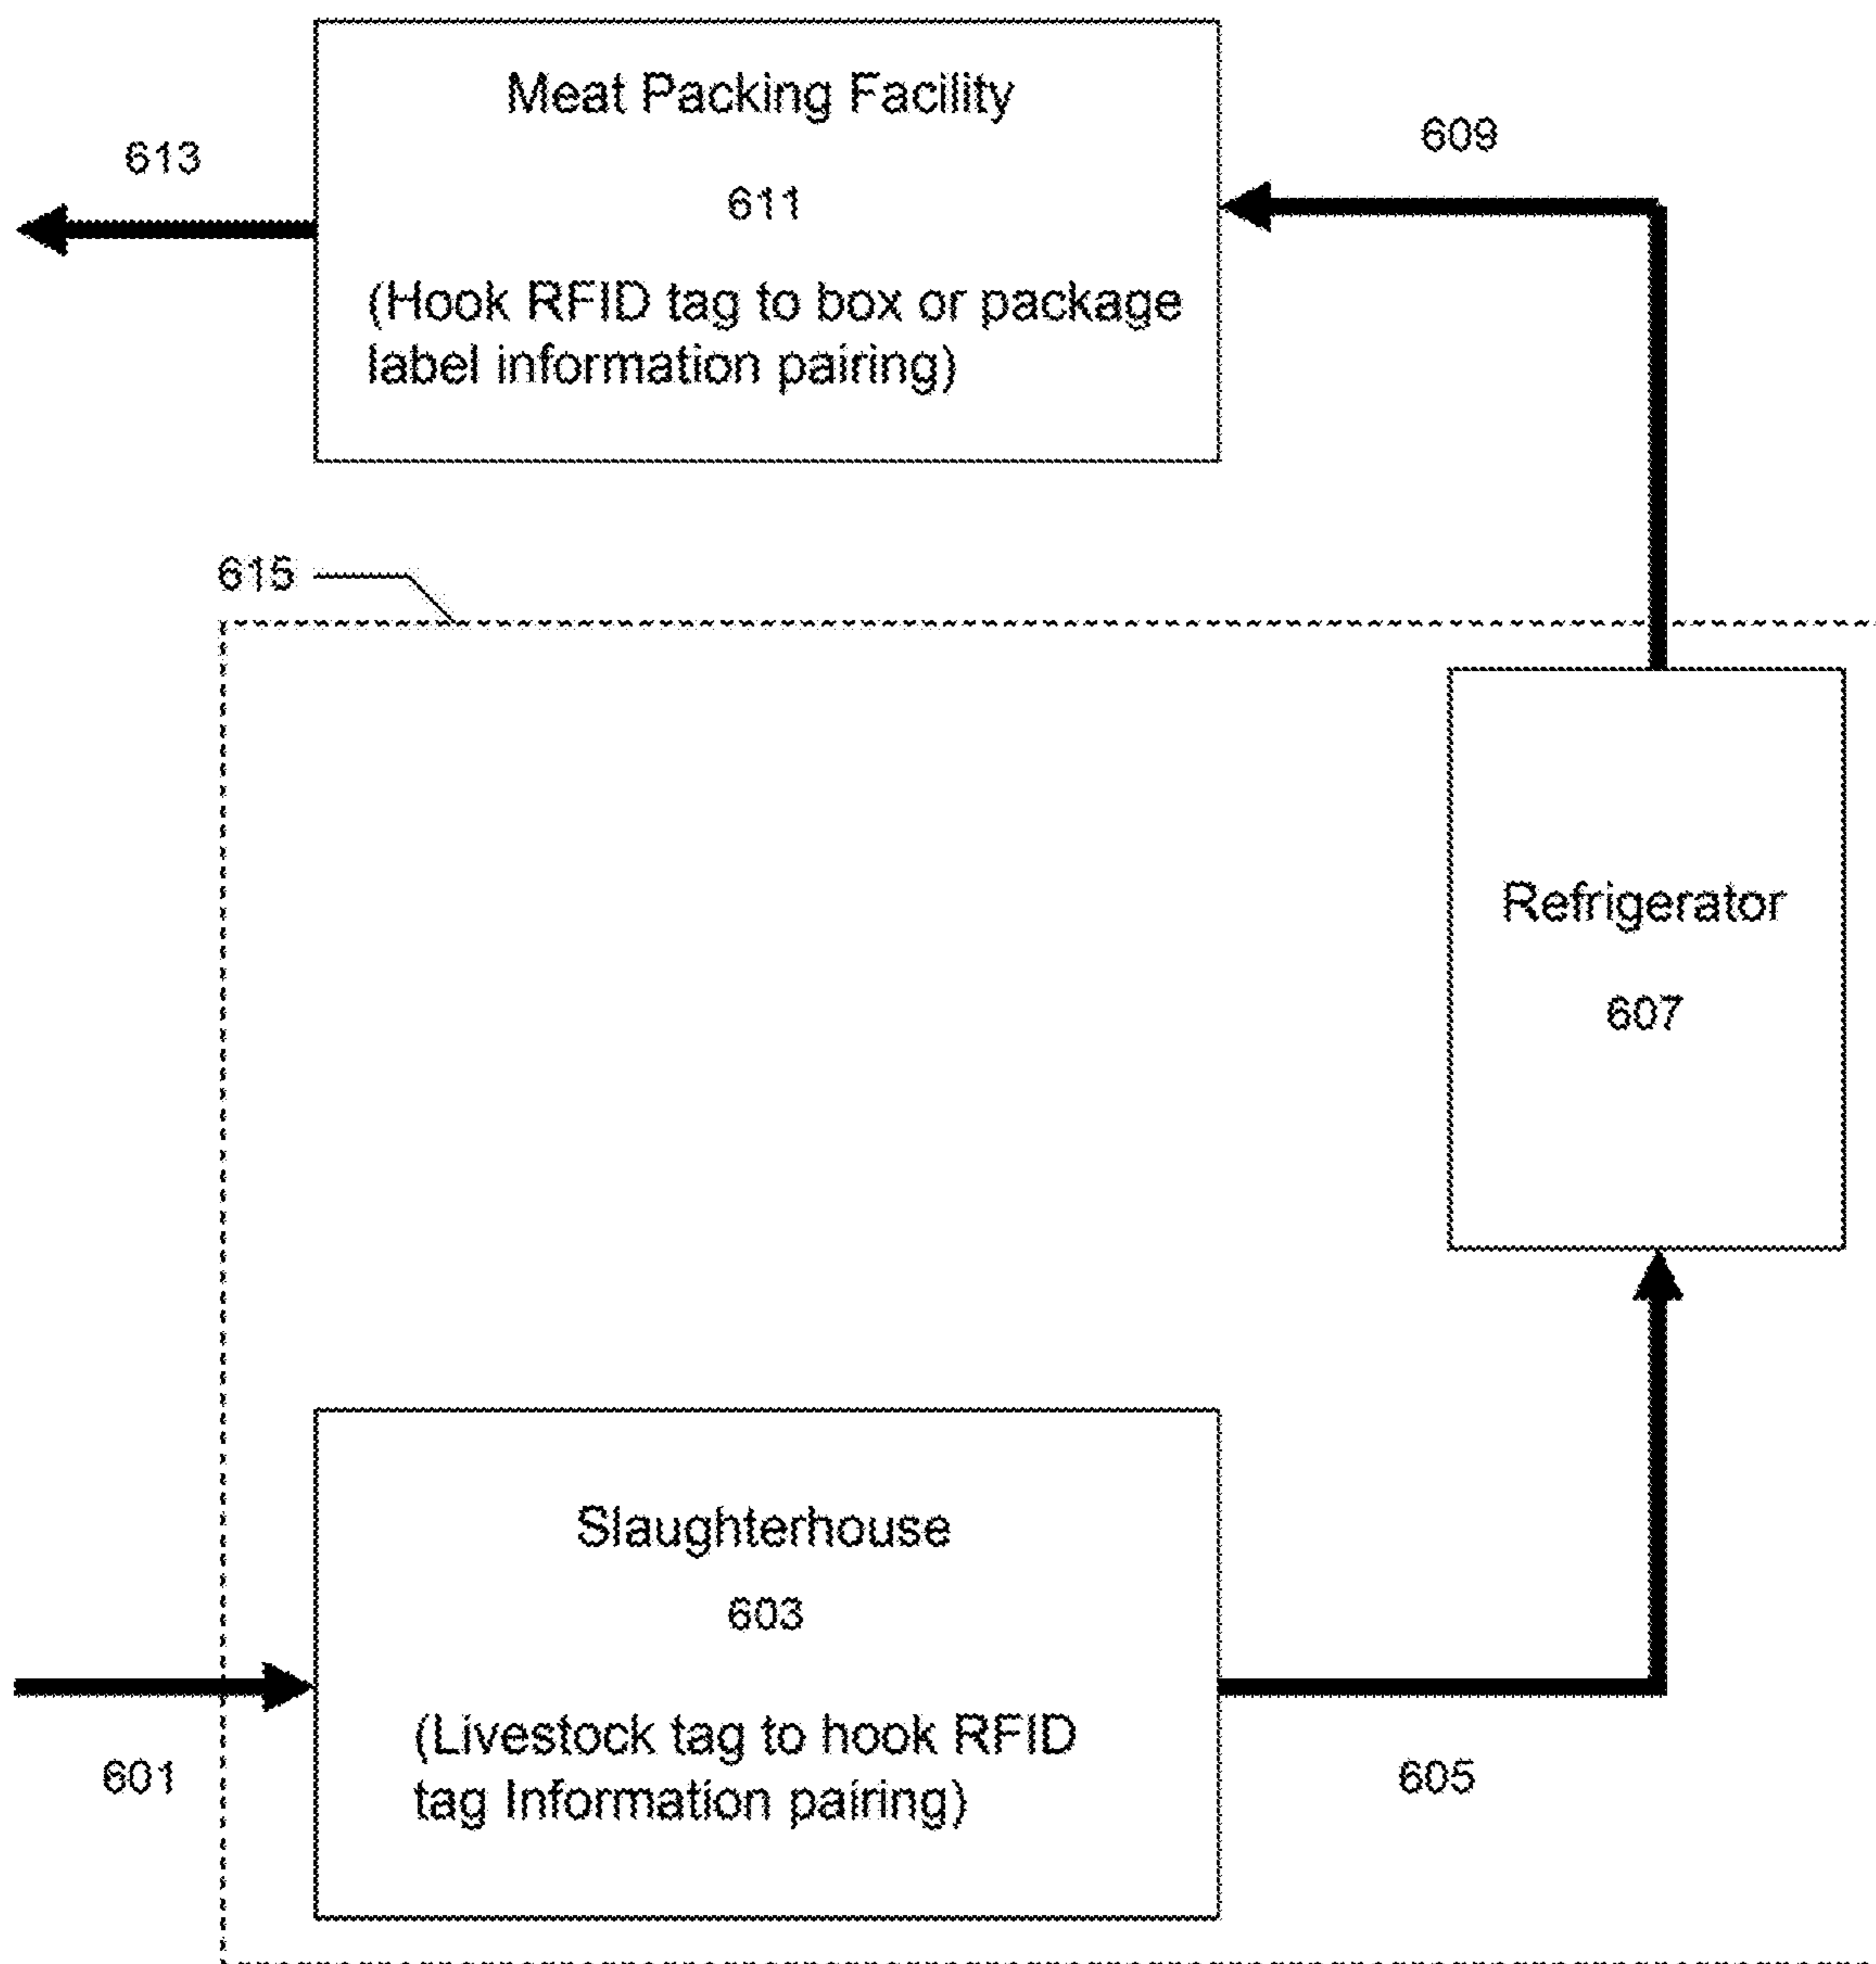 Meat Packing Facility
613
609
611
(Hook RFID tag to box or package
label information pairing)
615
Refrigerator
607
Slaughterhouse
603
(Livestock tag to hook RFID
tag Information pairing)
601
605